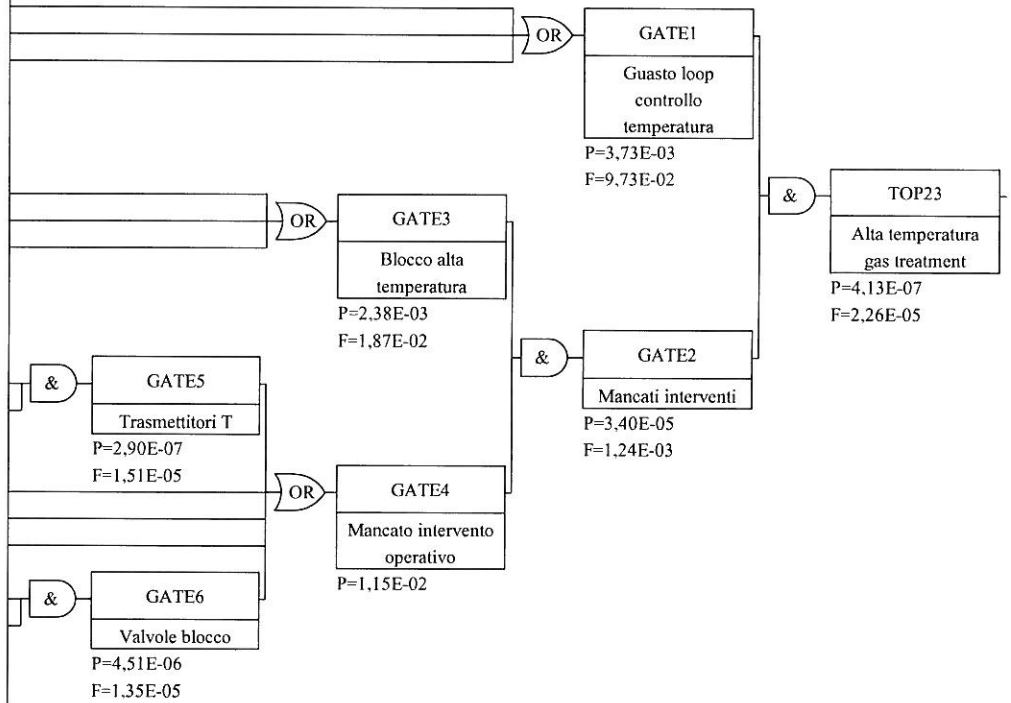 OR
GATE1
Guasto loop
controllo
temperatura
P=3,73E-03
F=9,73E-02
&
TOP23
Alta temperatura
gas treatment
P=4,13E-07
F=2,26E-05
OR
GATE3
Blocco alta
temperatura
P=2,38E-03
F=1,87E-02
&
GATE2
Mancati interventi
P=3,40E-05
F=1,24E-03
&
GATE5
Trasmettitori T
P=2,90E-07
F=1,51E-05
OR
GATE4
Mancato intervento
operativo
P=1,15E-02
&
GATE6
Valvole blocco
P=4,51E-06
F=1,35E-05